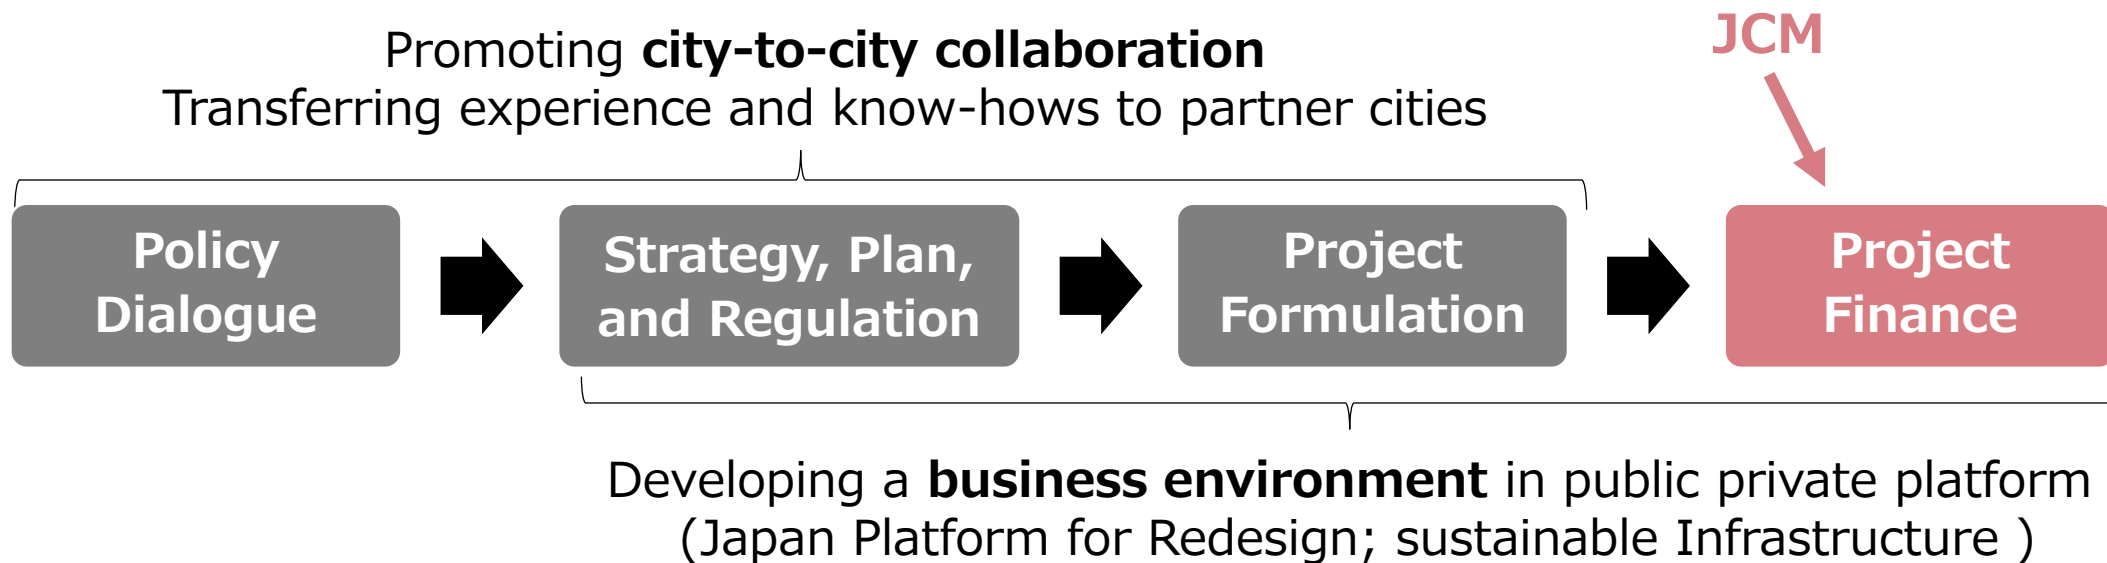 Promoting city-to-city collaboration
Transferring experience and know-hows to partner cities
JCM
Policy
Dialogue
Strategy, Plan,
and Regulation
Project
Formulation
Project
Finance
Developing a business environment in public private platform
(Japan Platform for Redesign; sustainable Infrastructure )